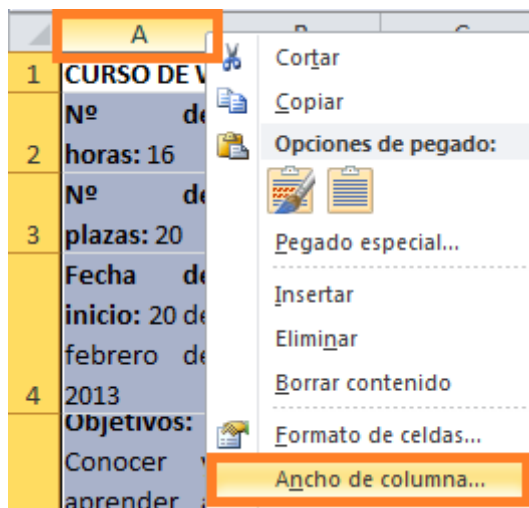 A
1 CURSO DE
Nº de
2 horas: 16
Nº de
3 plazas: 20
Fecha de
inicio: 20 de
febrero de
4 2013
Objetivos:
Conocer
aprender
Cortar
Copiar
Opciones de pegado:
Pegado especial...
Insertar
Eliminar
Borrar contenido
Formato de celdas...
Ancho de columna...